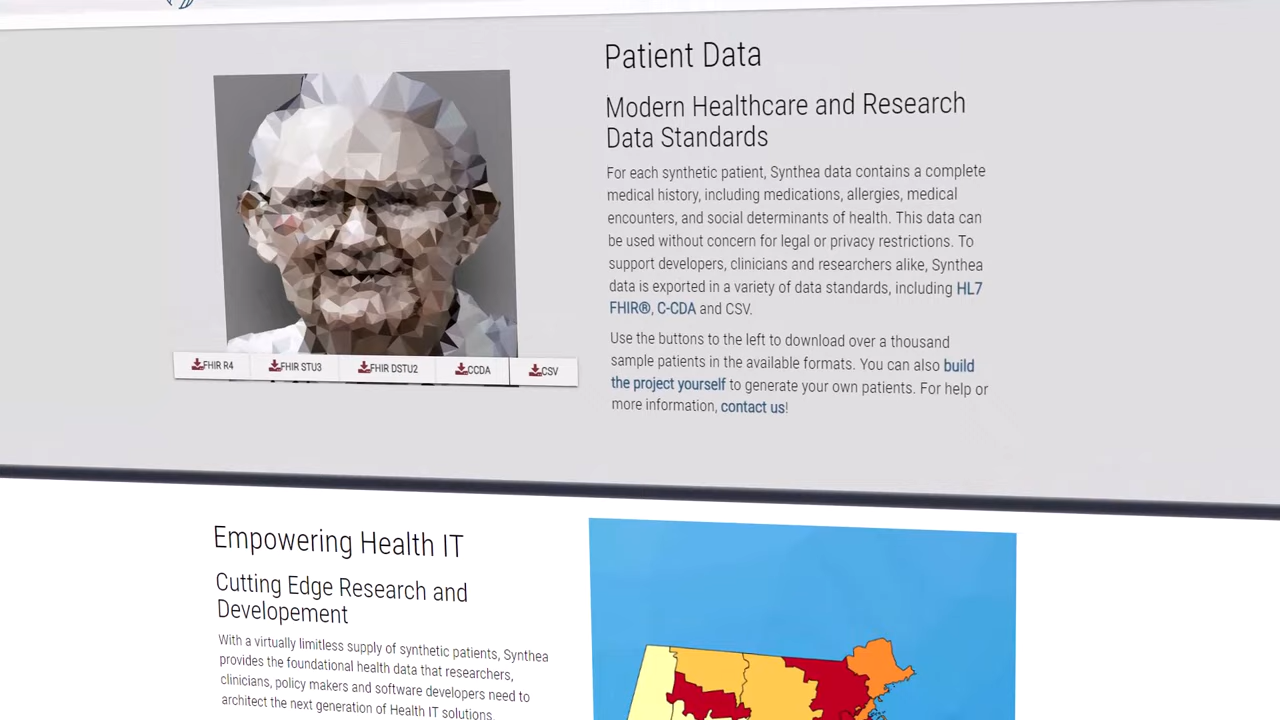 Patient Data
Modern Healthcare and Research
Data Standards
For each synthetic patient, Synthea data contains a complete
medical history, including medications, allergies, medical
encounters, and social determinants of health. This data can
be used without concern for legal or privacy restrictions. To
support developers, clinicians and researchers alike, Synthea
data is exported in a variety of data standards, including HL7
FHIR®, C-CDA and CSV.
Use the buttons to the left to download over a thousand
sample patients in the available formats. You can also build
the project yourself to generate your own patients. For help or
more information, contact us!
FHIR R4
FHIR STU3
FHIR DSTU2
CCDA
CSV
Empowering Health IT
Cutting Edge Research and
Developement
With a virtually limitless supply of synthetic patients, Synthea
provides the foundational health data that researchers,
clinicians, policy makers and software developers need to
architect the next generation of Health IT solutions.